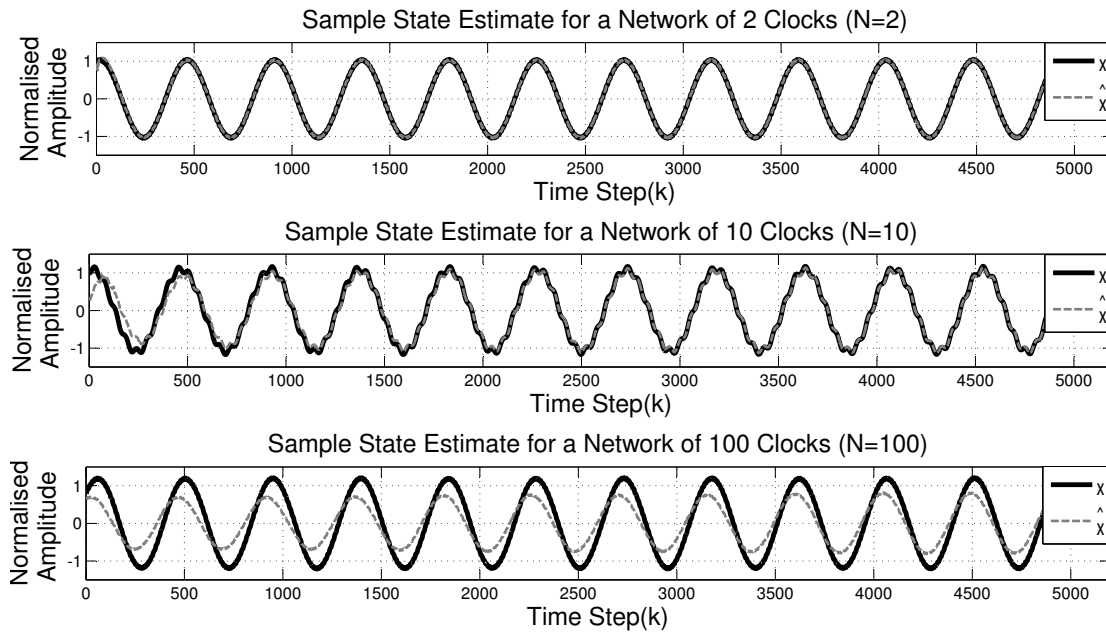 Sample State Estimate for a Network of 2 Clocks (N=2)
Normalised
Amplitude
1
0
-1
0 500 1000 1500 2000 2500 3000 3500 4000 4500 5000
Time Step(k)
χ
χ̂
Sample State Estimate for a Network of 10 Clocks (N=10)
Normalised
Amplitude
1
0
-1
0 500 1000 1500 2000 2500 3000 3500 4000 4500 5000
Time Step(k)
χ
χ̂
Sample State Estimate for a Network of 100 Clocks (N=100)
Normalised
Amplitude
1
0
-1
0 500 1000 1500 2000 2500 3000 3500 4000 4500 5000
Time Step(k)
χ
χ̂